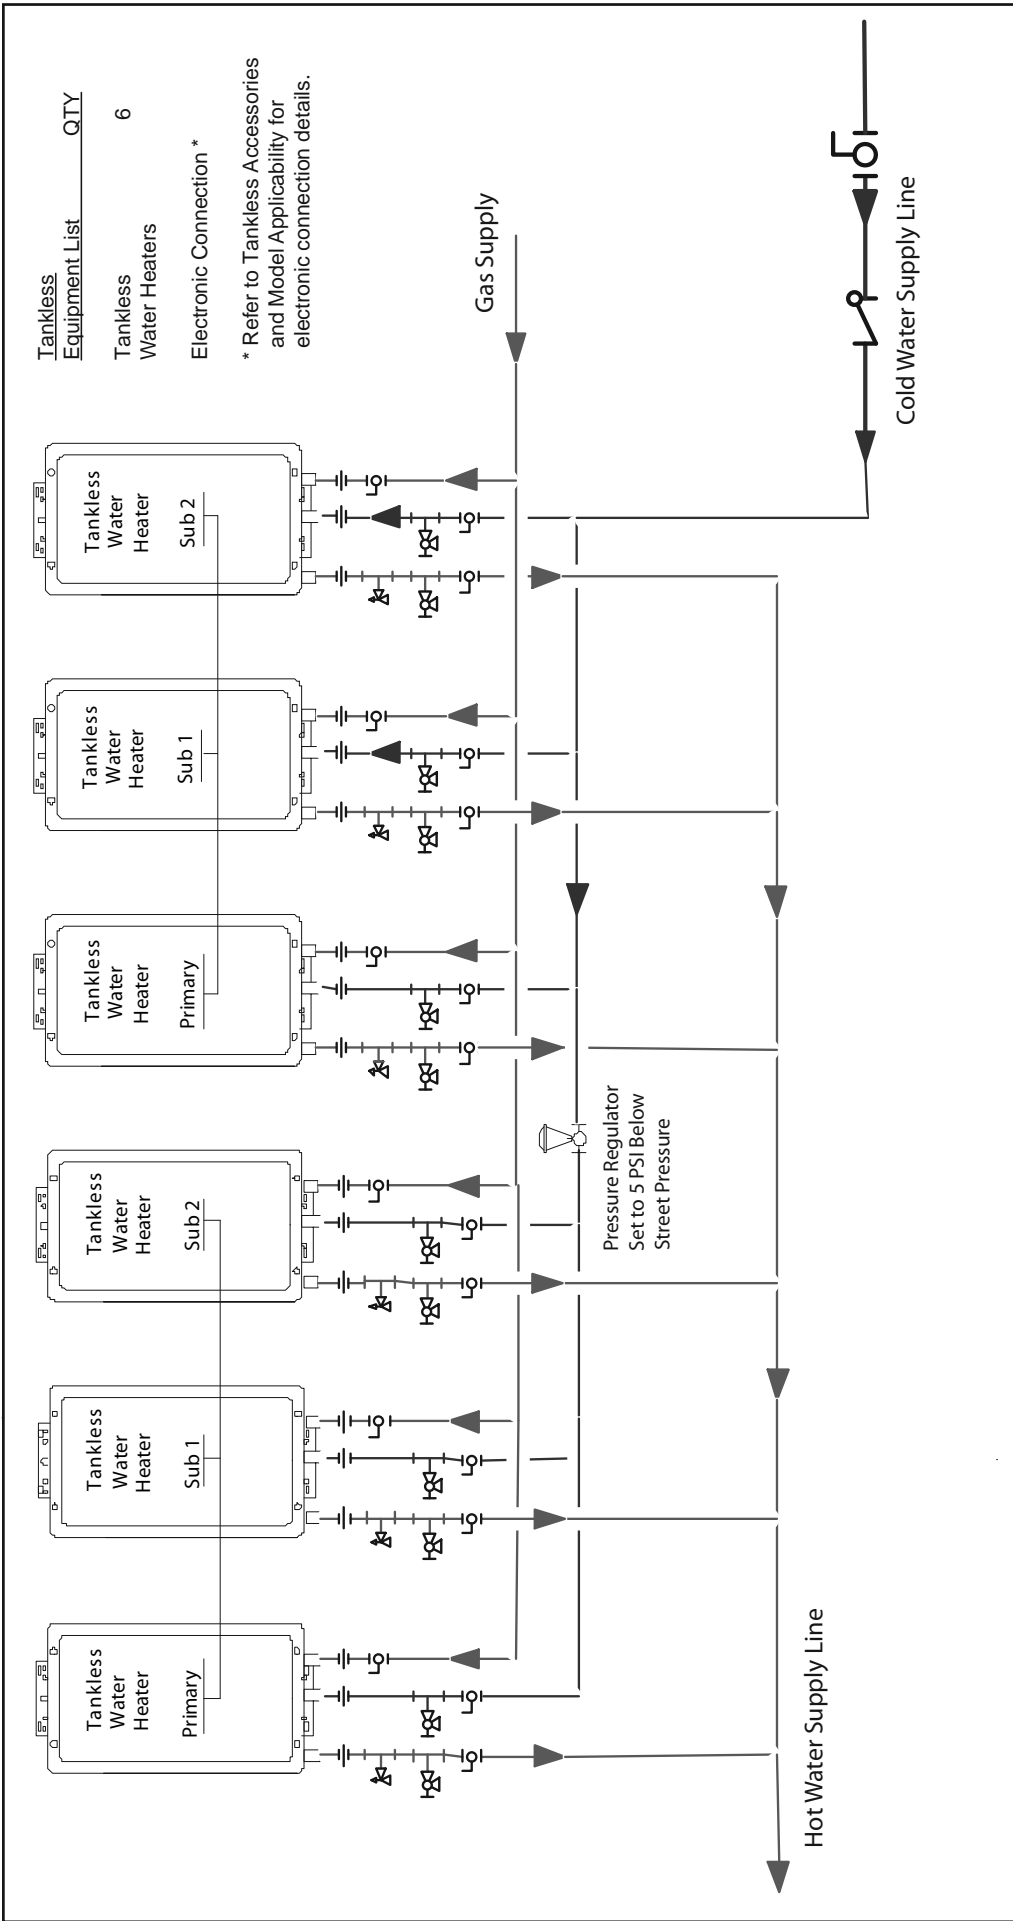 Tankless
Equipment List QTY
Tankless
Water Heaters 6
Electronic Connection *
* Refer to Tankless Accessories
and Model Applicability for
electronic connection details.
Tankless
Water
Heater
Primary
Tankless
Water
Heater
Sub 1
Tankless
Water
Heater
Sub 2
Tankless
Water
Heater
Primary
Tankless
Water
Heater
Sub 1
Tankless
Water
Heater
Sub 2
Gas Supply
Pressure Regulator
Set to 5 PSI Below
Street Pressure
Hot Water Supply Line
Cold Water Supply Line